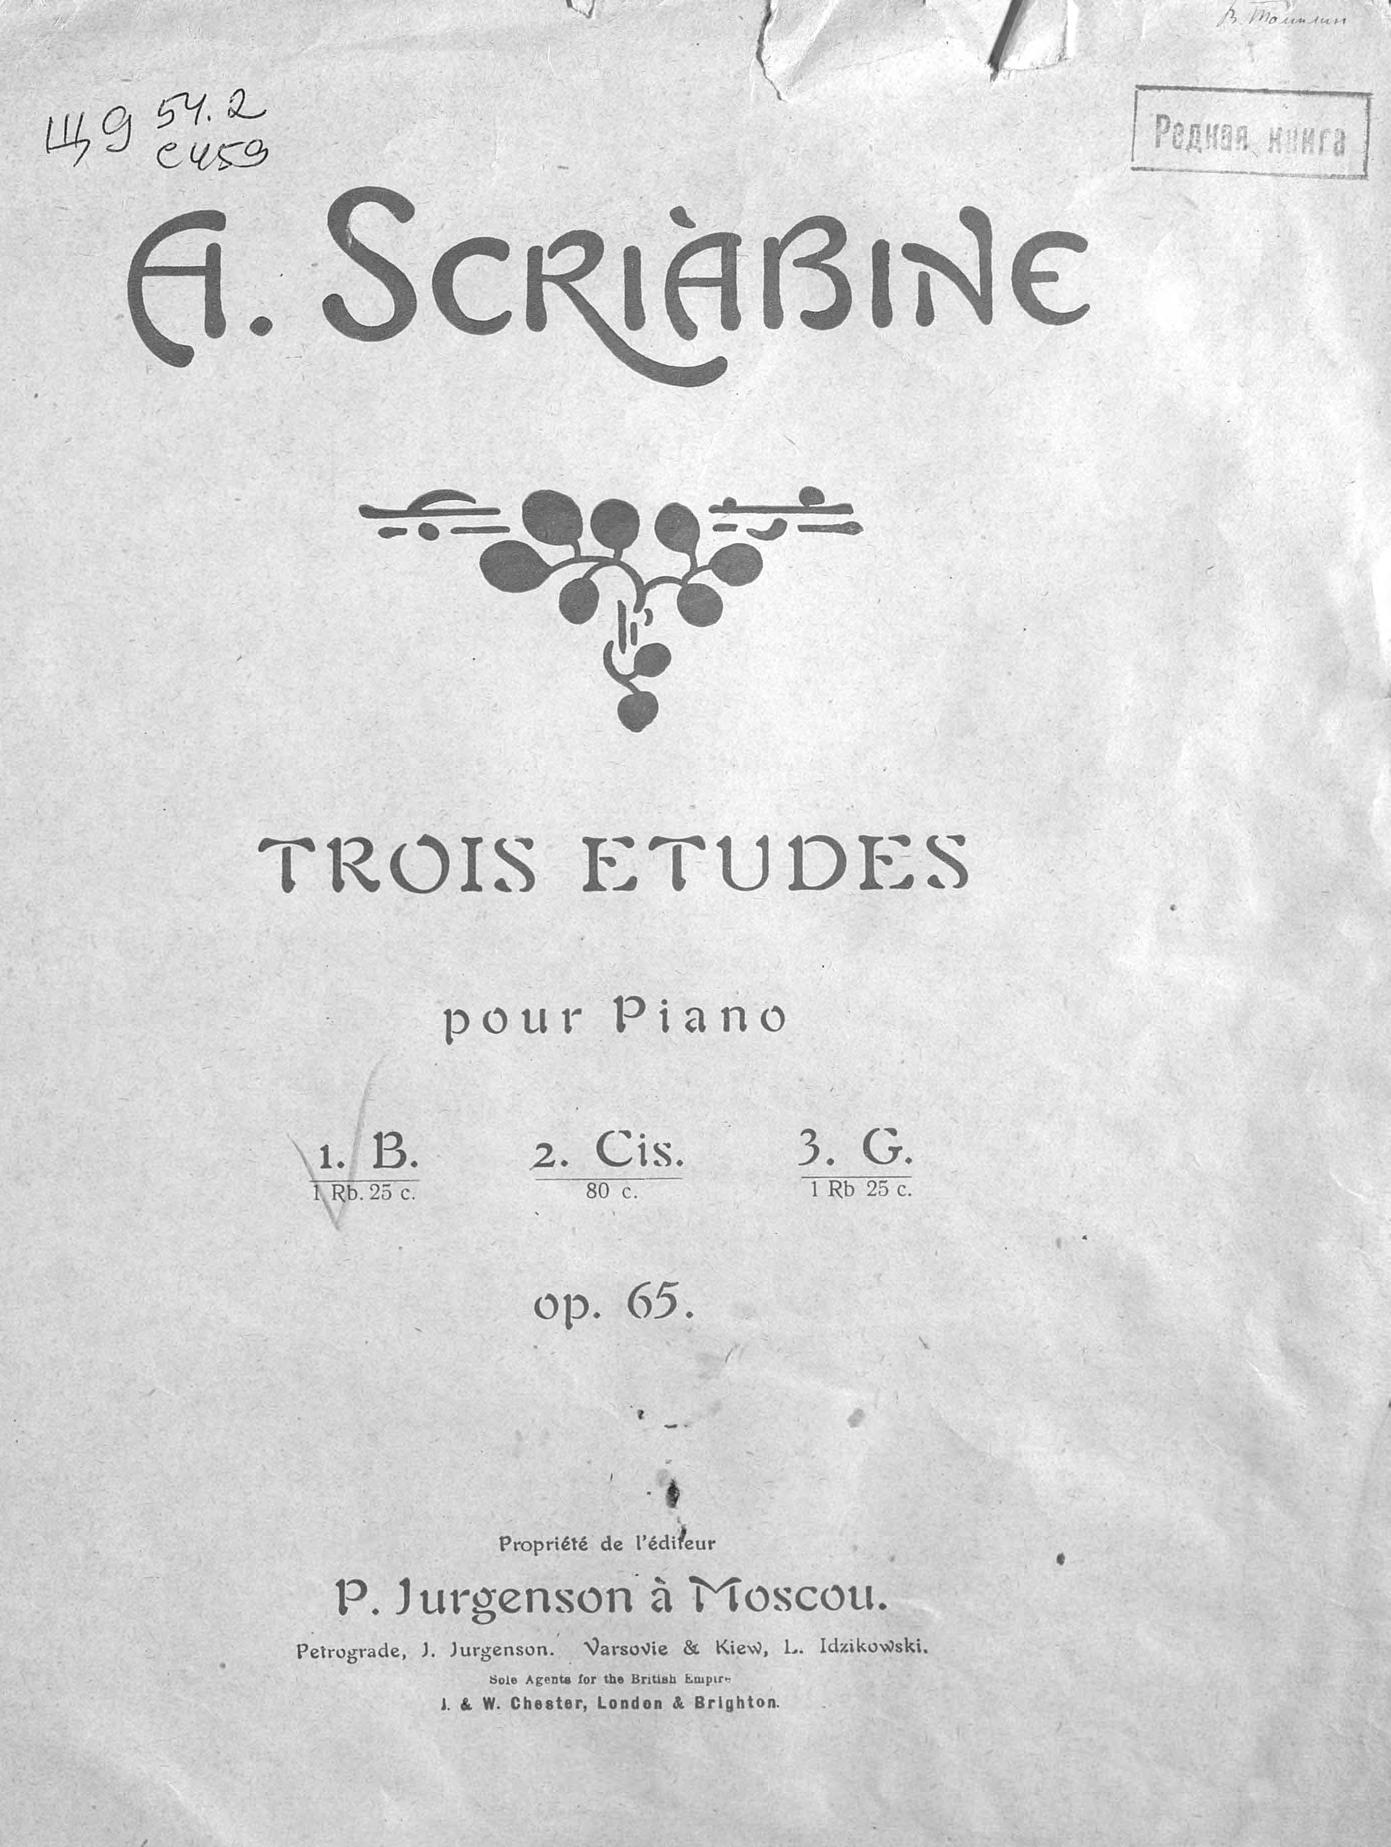 В. Томилин
Щ9 54.2
С459
Редкая книга
A. SCRIÀBINE
TROIS ETUDES
pour Piano
1. B. 2. Cis. 3. G.
1 Rb. 25 c. 80 c. 1 Rb 25 c.
op. 65.
Propriété de l'éditeur
P. Jurgenson à Moscou.
Petrograde, J. Jurgenson. Varsovie & Kiew, L. Idzikowski.
Sole Agents for the British Empire
J. & W. Chester, London & Brighton.